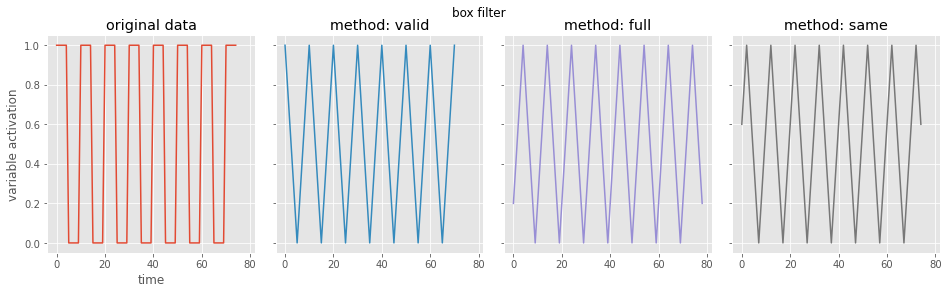 box filter
original data
method: valid
method: full
method: same
variable activation
1.0
0.8
0.6
0.4
0.2
0.0
0 20 40 60 80
0 20 40 60 80
0 20 40 60 80
0 20 40 60 80
time